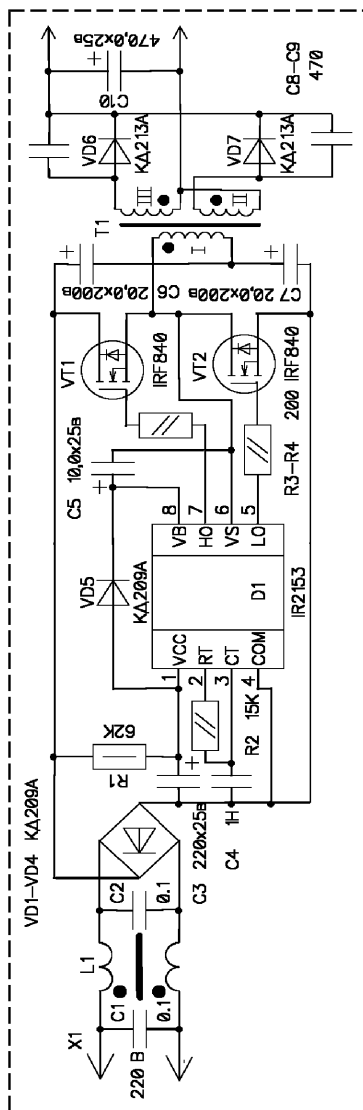 X1
220 В
C1
0.1
L1
C2
0.1
VD1-VD4 КД209А
R1
62K
C3
220x25в
+
C4
1Н
R2
15K
VD5
КД209А
C5
10,0x25в
+
1
VCC
2
RT
3
CT
4
COM
8
VB
7
HO
6
VS
5
LO
D1
IR2153
R3-R4
200
VT1
IRF840
VT2
IRF840
+
C6
20,0x200в
C7
20,0x200в
+
T1
I
II
III
VD6
КД213А
VD7
КД213А
C10
470,0x25в
+
C8-C9
470